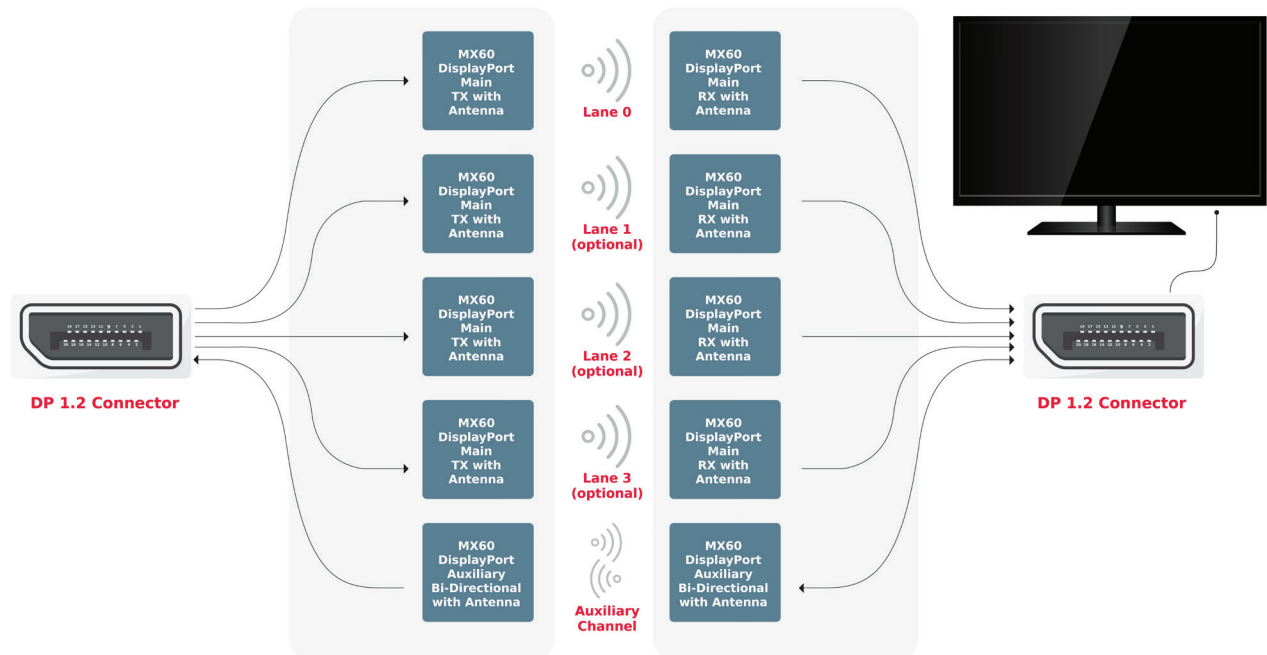 MX60
DisplayPort
Main
TX with
Antenna
Lane 0
MX60
DisplayPort
Main
RX with
Antenna
MX60
DisplayPort
Main
TX with
Antenna
Lane 1
(optional)
MX60
DisplayPort
Main
RX with
Antenna
MX60
DisplayPort
Main
TX with
Antenna
Lane 2
(optional)
MX60
DisplayPort
Main
RX with
Antenna
MX60
DisplayPort
Main
TX with
Antenna
Lane 3
(optional)
MX60
DisplayPort
Main
RX with
Antenna
MX60
DisplayPort
Auxiliary
Bi-Directional
with Antenna
Auxiliary
Channel
MX60
DisplayPort
Auxiliary
Bi-Directional
with Antenna
DP 1.2 Connector
DP 1.2 Connector